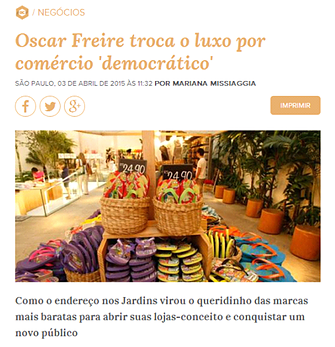 / NEGÓCIOS
Oscar Freire troca o luxo por
comércio 'democrático'
SÃO PAULO, 03 DE ABRIL DE 2015 ÀS 11:32 POR MARIANA MISSIAGGIA
f
g+
IMPRIMIR
24,90
24,90
Como o endereço nos Jardins virou o queridinho das marcas
mais baratas para abrir suas lojas-conceito e conquistar um
novo público